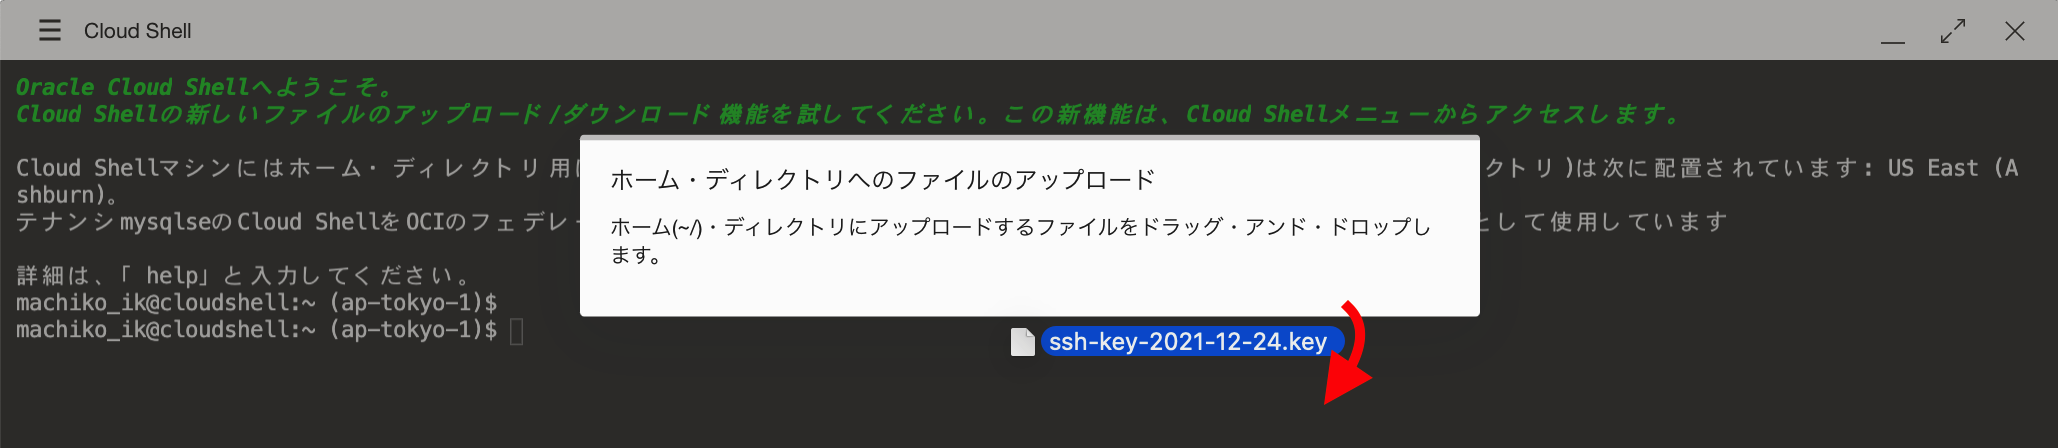 Cloud Shell
Oracle Cloud Shellへようこそ。
Cloud Shellの新しいファイルのアップロード/ダウンロード機能を試してください。この新機能は、Cloud Shellメニューからアクセスします。
Cloud Shellマシンにはホーム・ディレクトリ用 クトリ)は次に配置されています: US East (A
shburn)。
テナンシmysqlseのCloud ShellをOCIのフェデレー として使用しています
詳細は、「help」と入力してください。
machiko_ik@cloudshell:~ (ap-tokyo-1)$
machiko_ik@cloudshell:~ (ap-tokyo-1)$
ホーム・ディレクトリへのファイルのアップロード
ホーム(~/)・ディレクトリにアップロードするファイルをドラッグ・アンド・ドロップし
ます。
ssh-key-2021-12-24.key